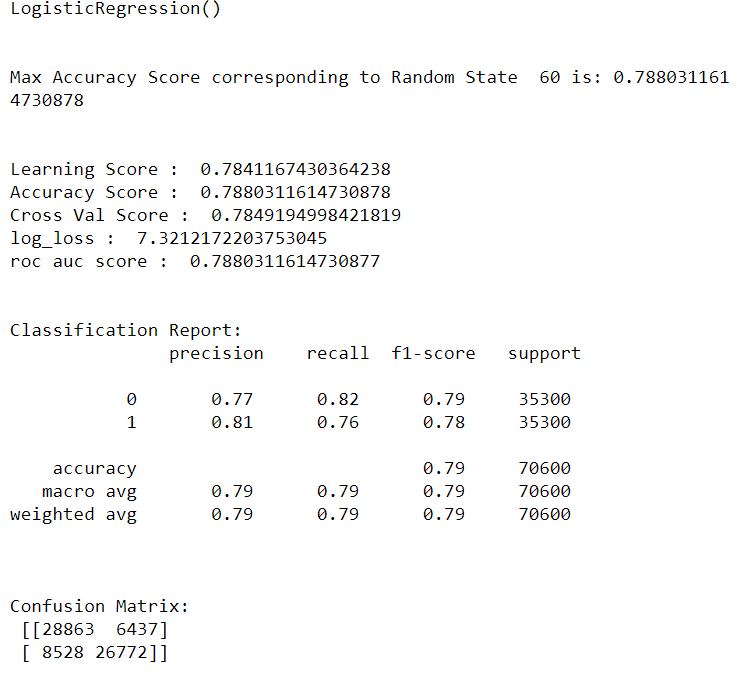 LogisticRegression()
Max Accuracy Score corresponding to Random State  60 is: 0.788031161
4730878
Learning Score :  0.7841167430364238
Accuracy Score :  0.7880311614730878
Cross Val Score :  0.7849194998421819
log_loss :  7.3212172203753045
roc auc score :  0.7880311614730877
Classification Report:
              precision    recall  f1-score   support
           0       0.77      0.82      0.79     35300
           1       0.81      0.76      0.78     35300
    accuracy                           0.79     70600
   macro avg       0.79      0.79      0.79     70600
weighted avg       0.79      0.79      0.79     70600
Confusion Matrix:
 [[28863  6437]
 [ 8528 26772]]